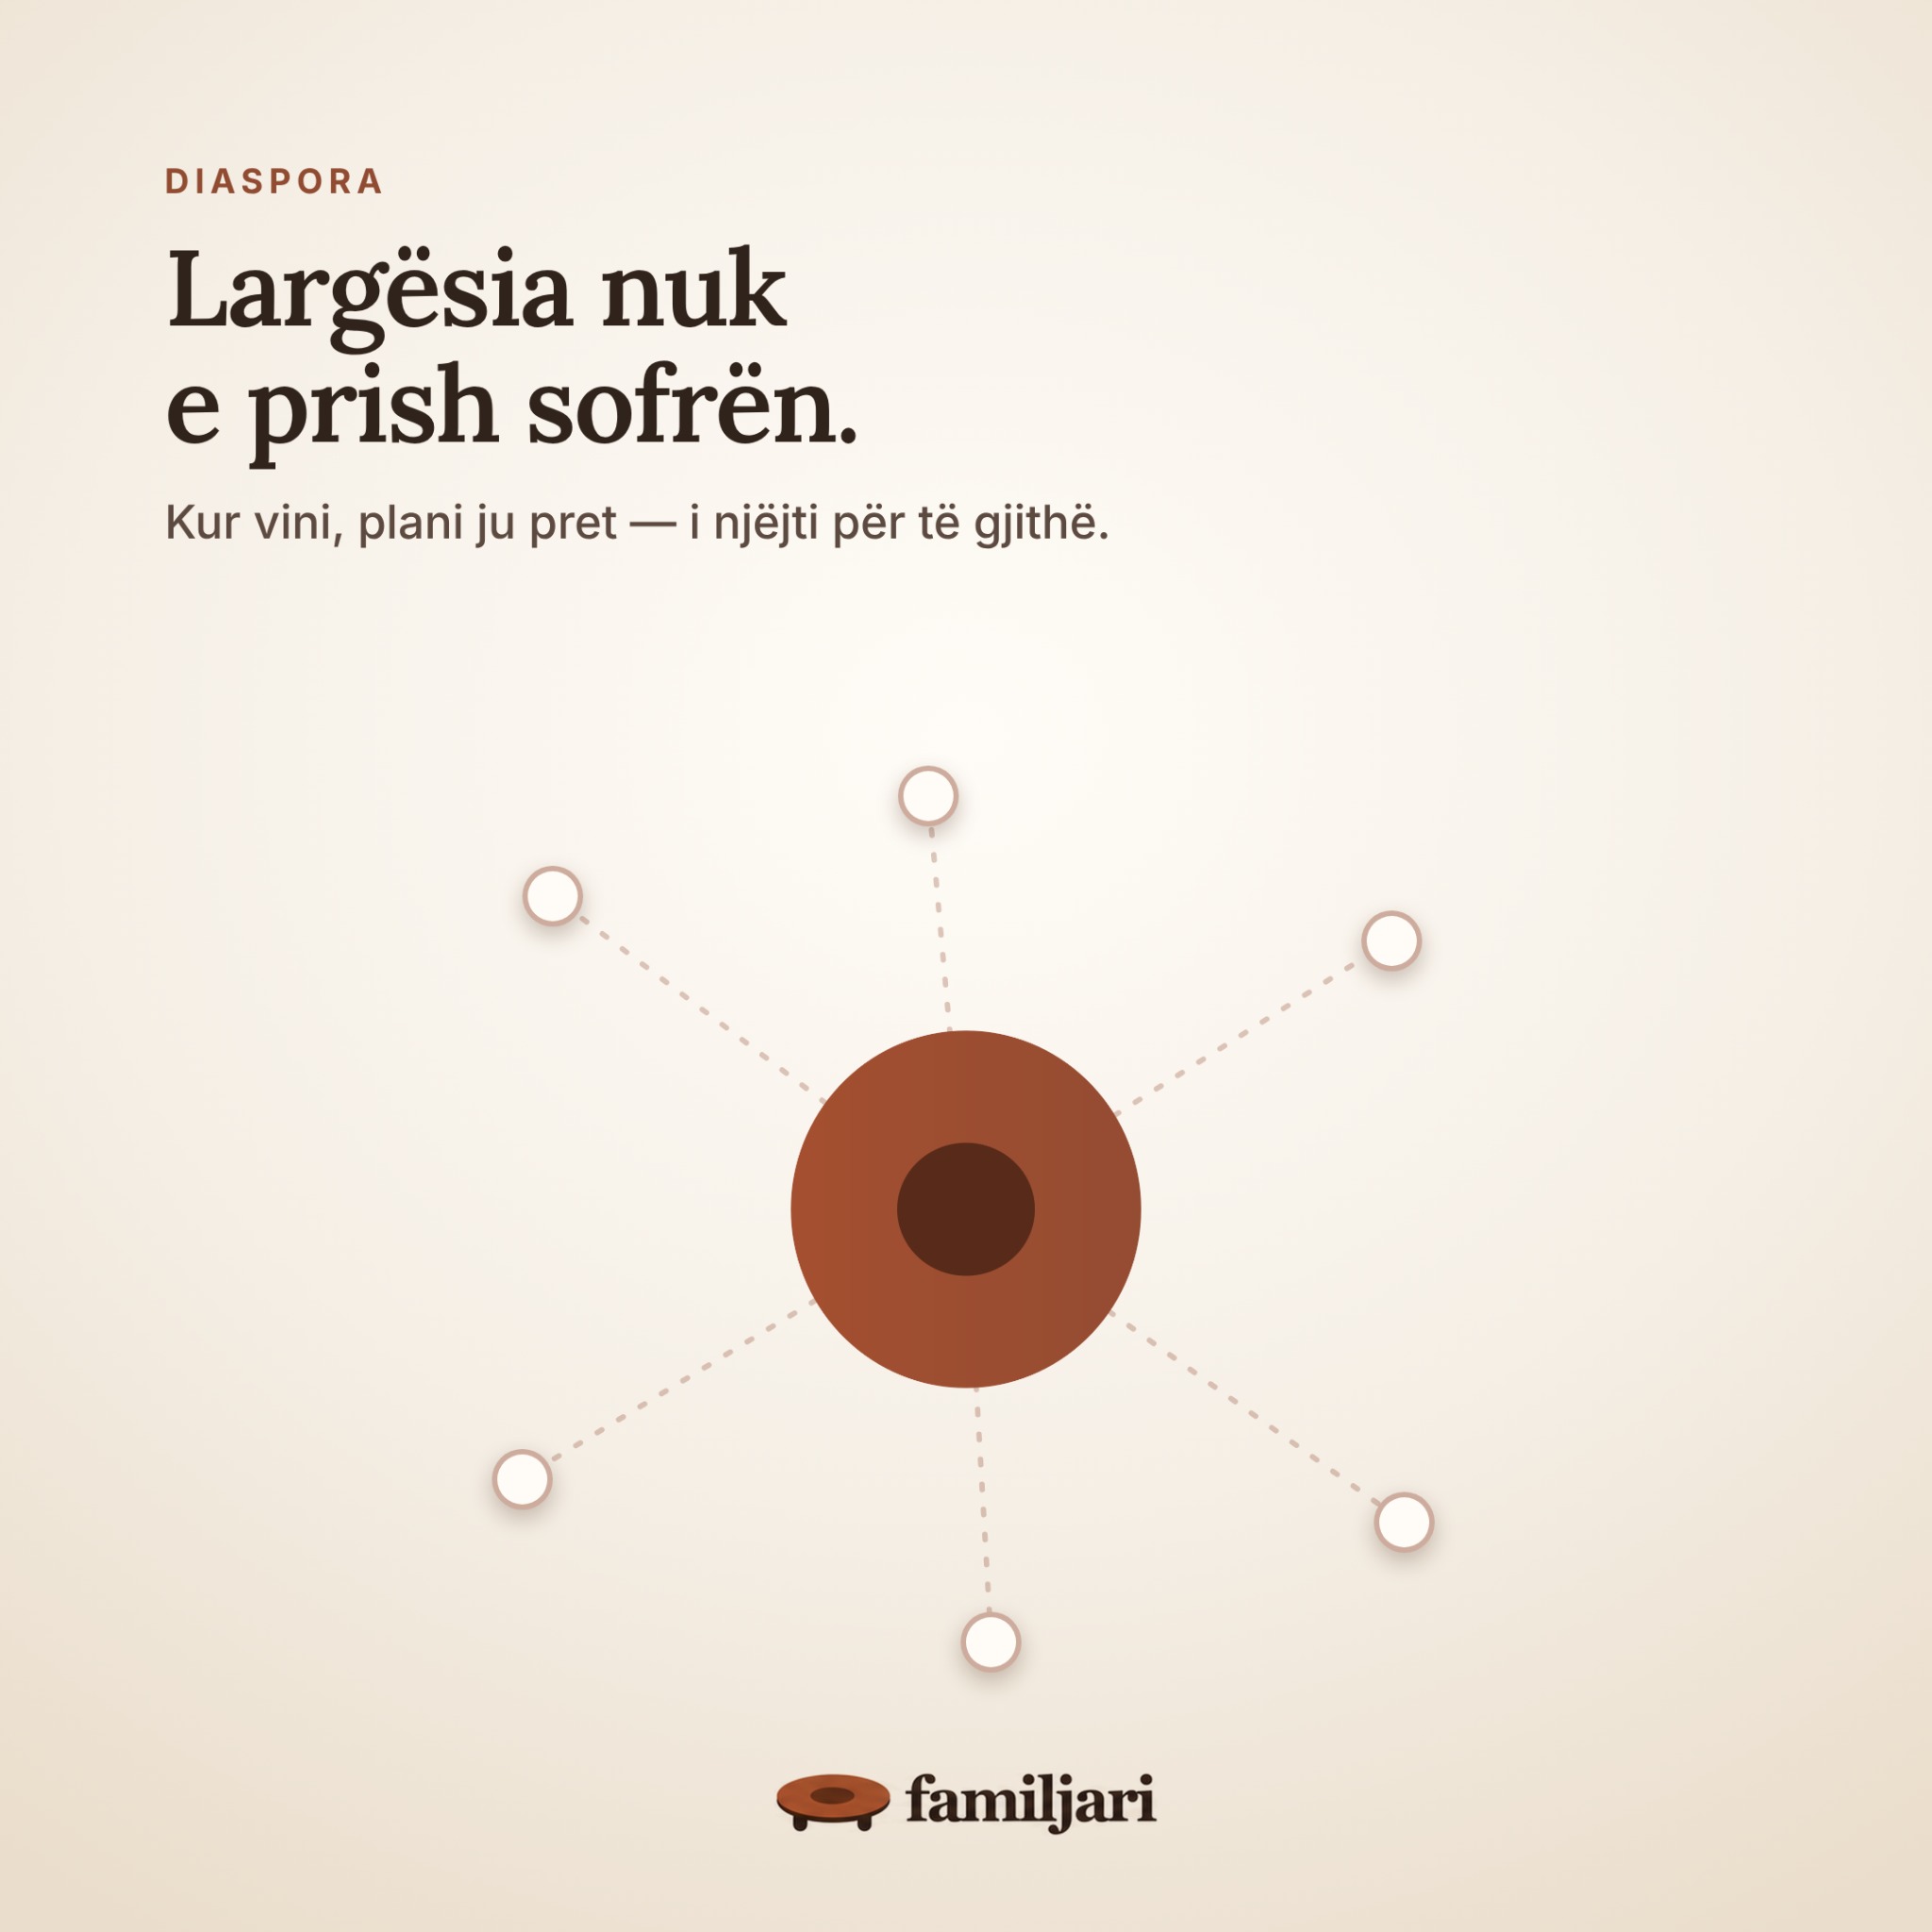 DIASPORA
Largësia nuk
e prish sofrën.
Kur vini, plani ju pret — i njëjti për të gjithë.
familjari